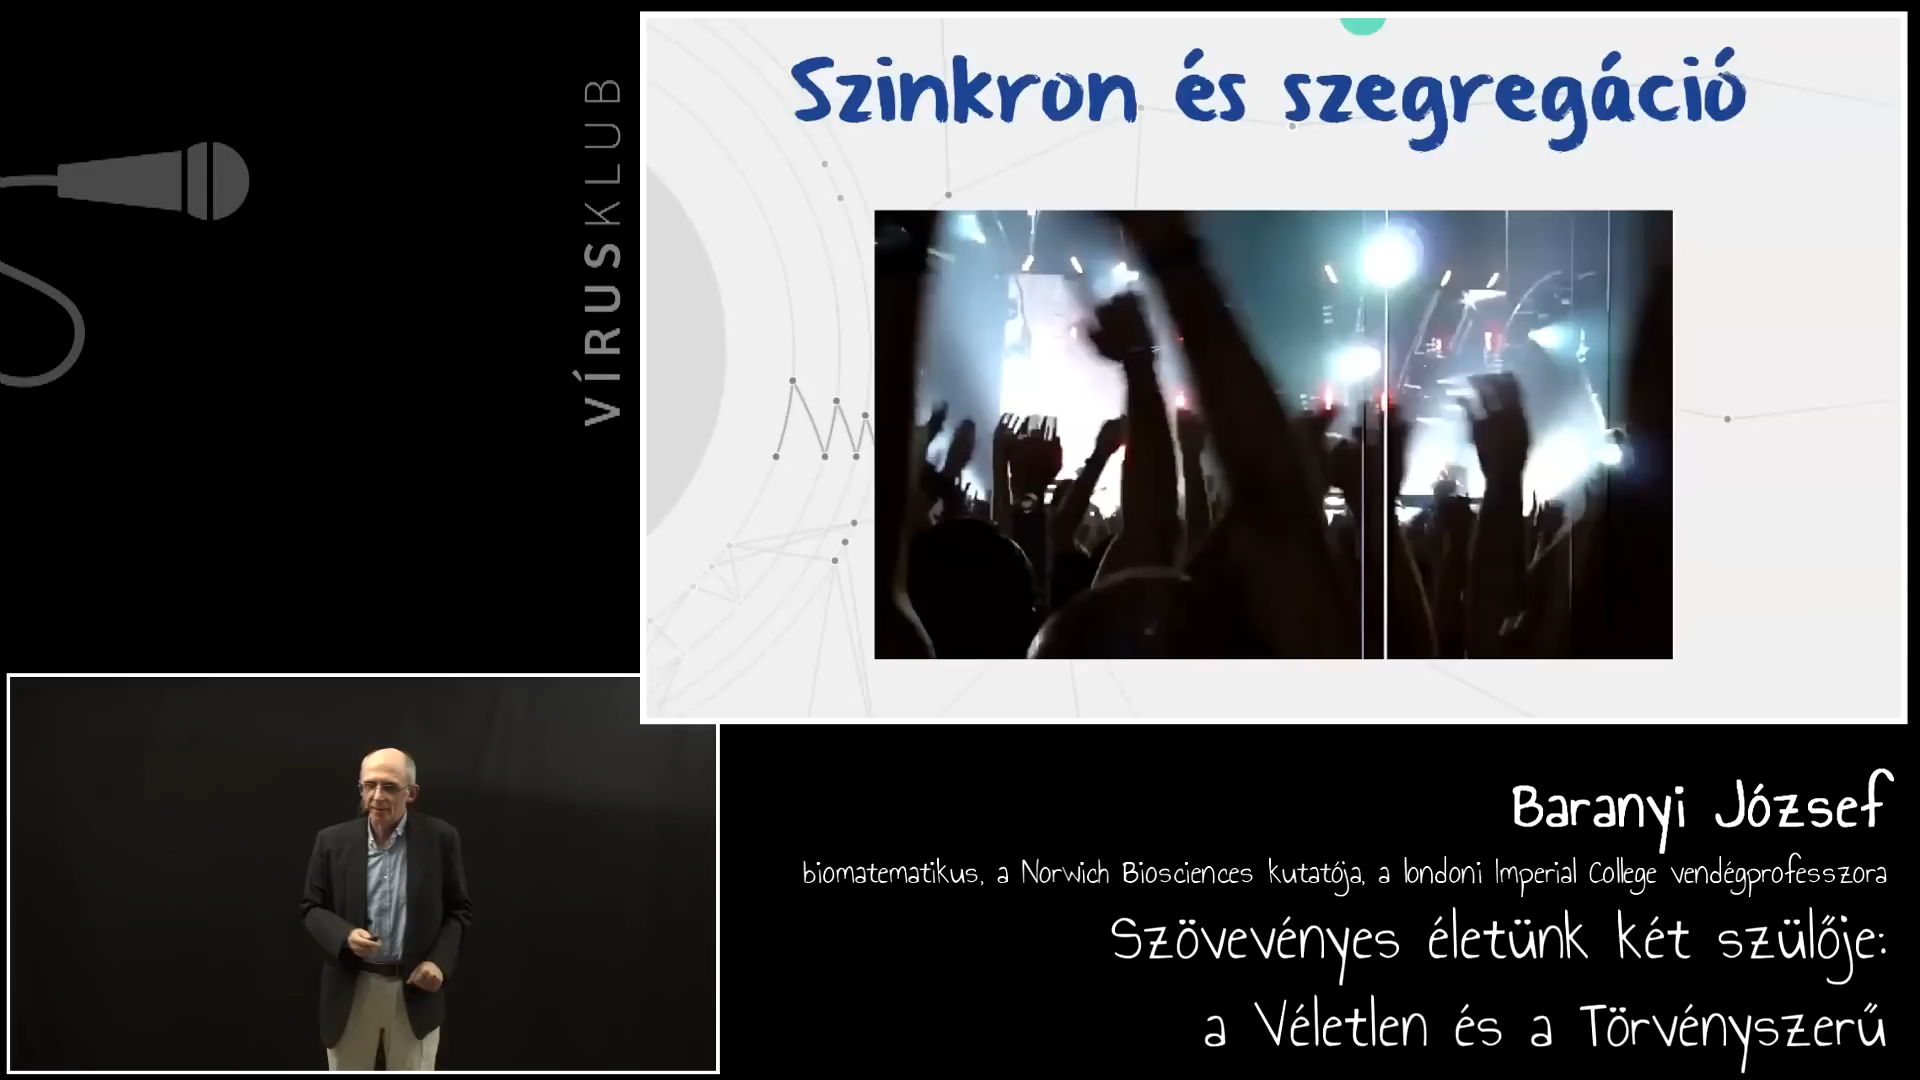 VÍRUSKLUB
Szinkron és szegregáció
Baranyi József
biomatematikus, a Norwich Biosciences kutatója, a londoni Imperial College vendégprofesszora
Szövevényes életünk két szülője:
a Véletlen és a Törvényszerű